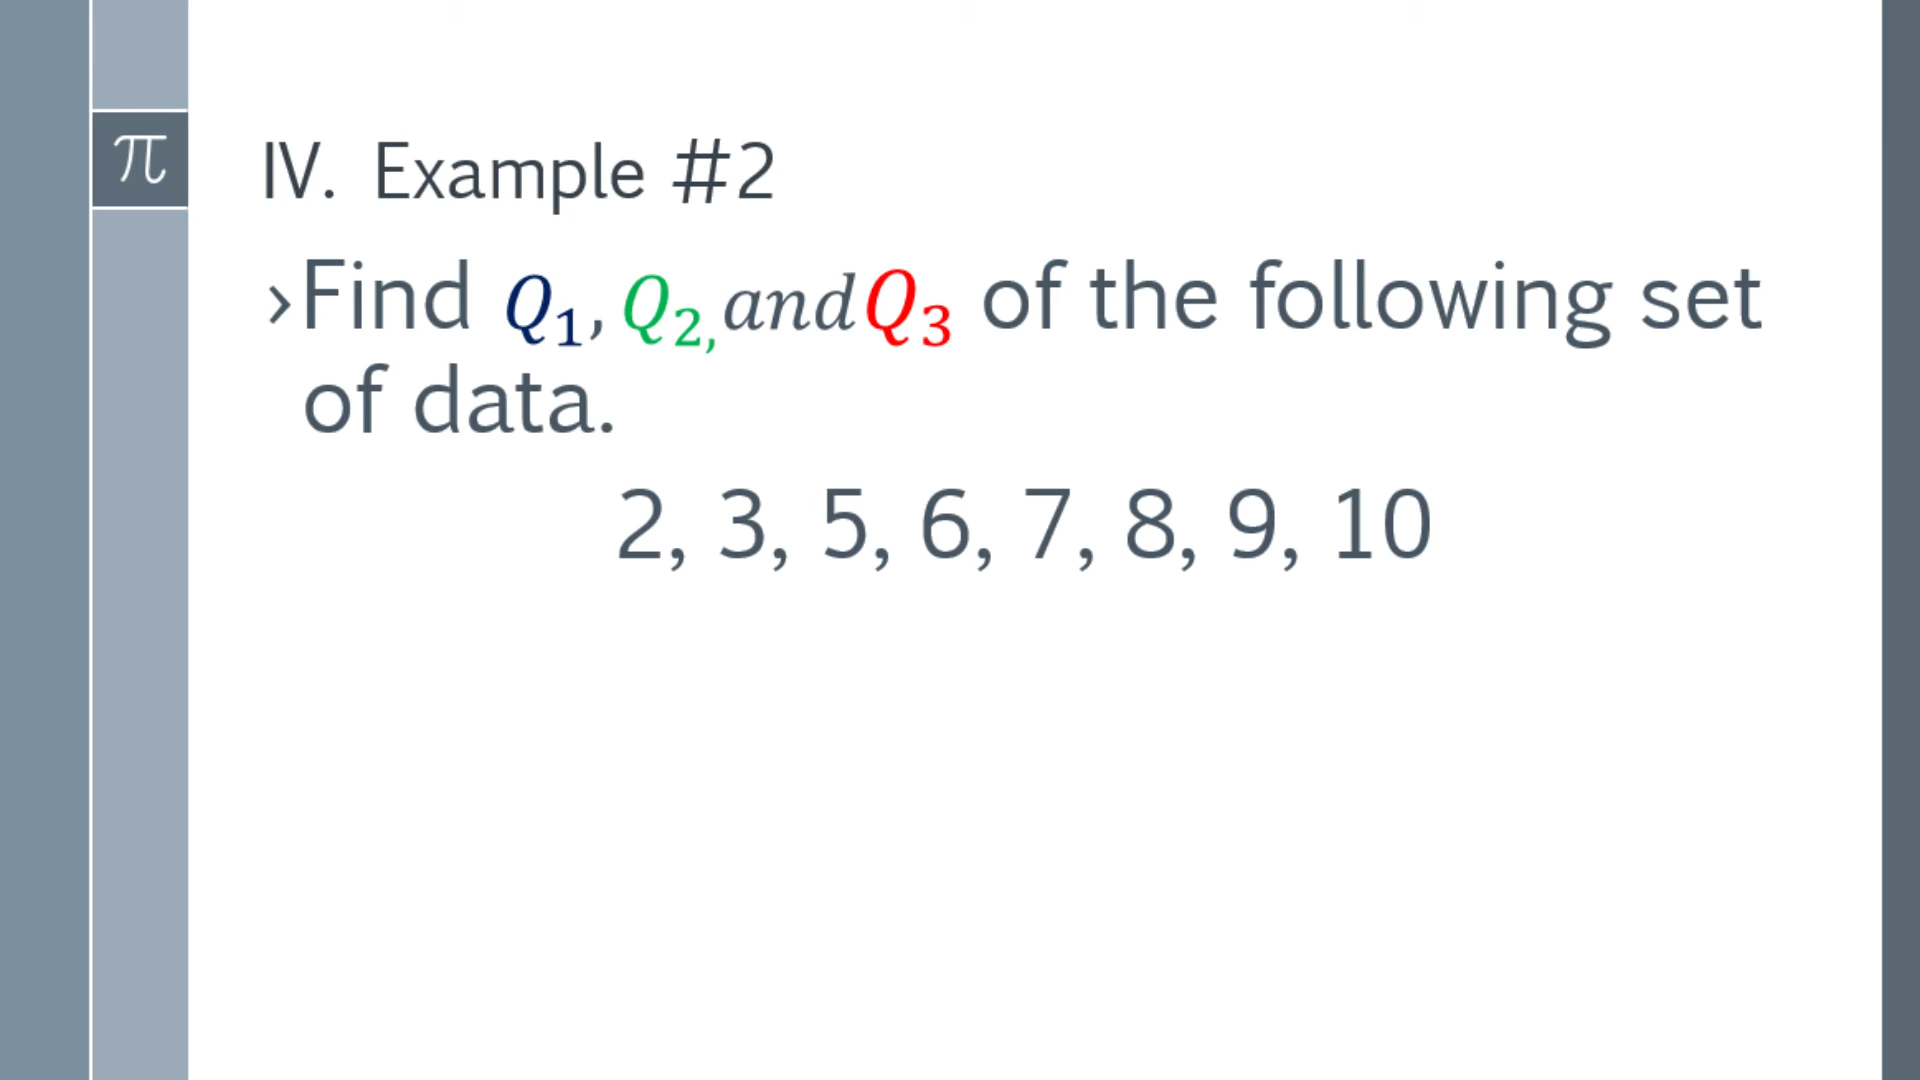 π
IV. Example #2
›Find Q₁, Q₂, and Q₃ of the following set
of data.
2, 3, 5, 6, 7, 8, 9, 10